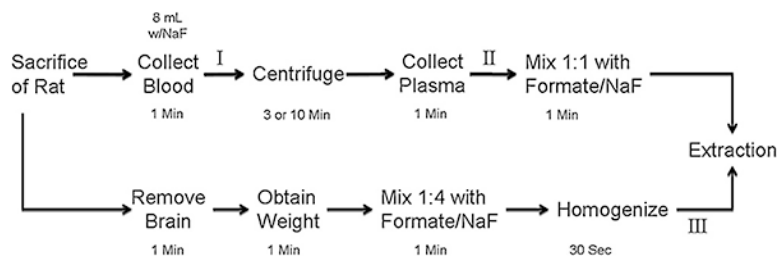 8 mL
w/NaF
Sacrifice
of Rat
Collect
Blood
1 Min
I
Centrifuge
3 or 10 Min
Collect
Plasma
1 Min
II
Mix 1:1 with
Formate/NaF
1 Min
Extraction
Remove
Brain
1 Min
Obtain
Weight
1 Min
Mix 1:4 with
Formate/NaF
1 Min
Homogenize
30 Sec
III